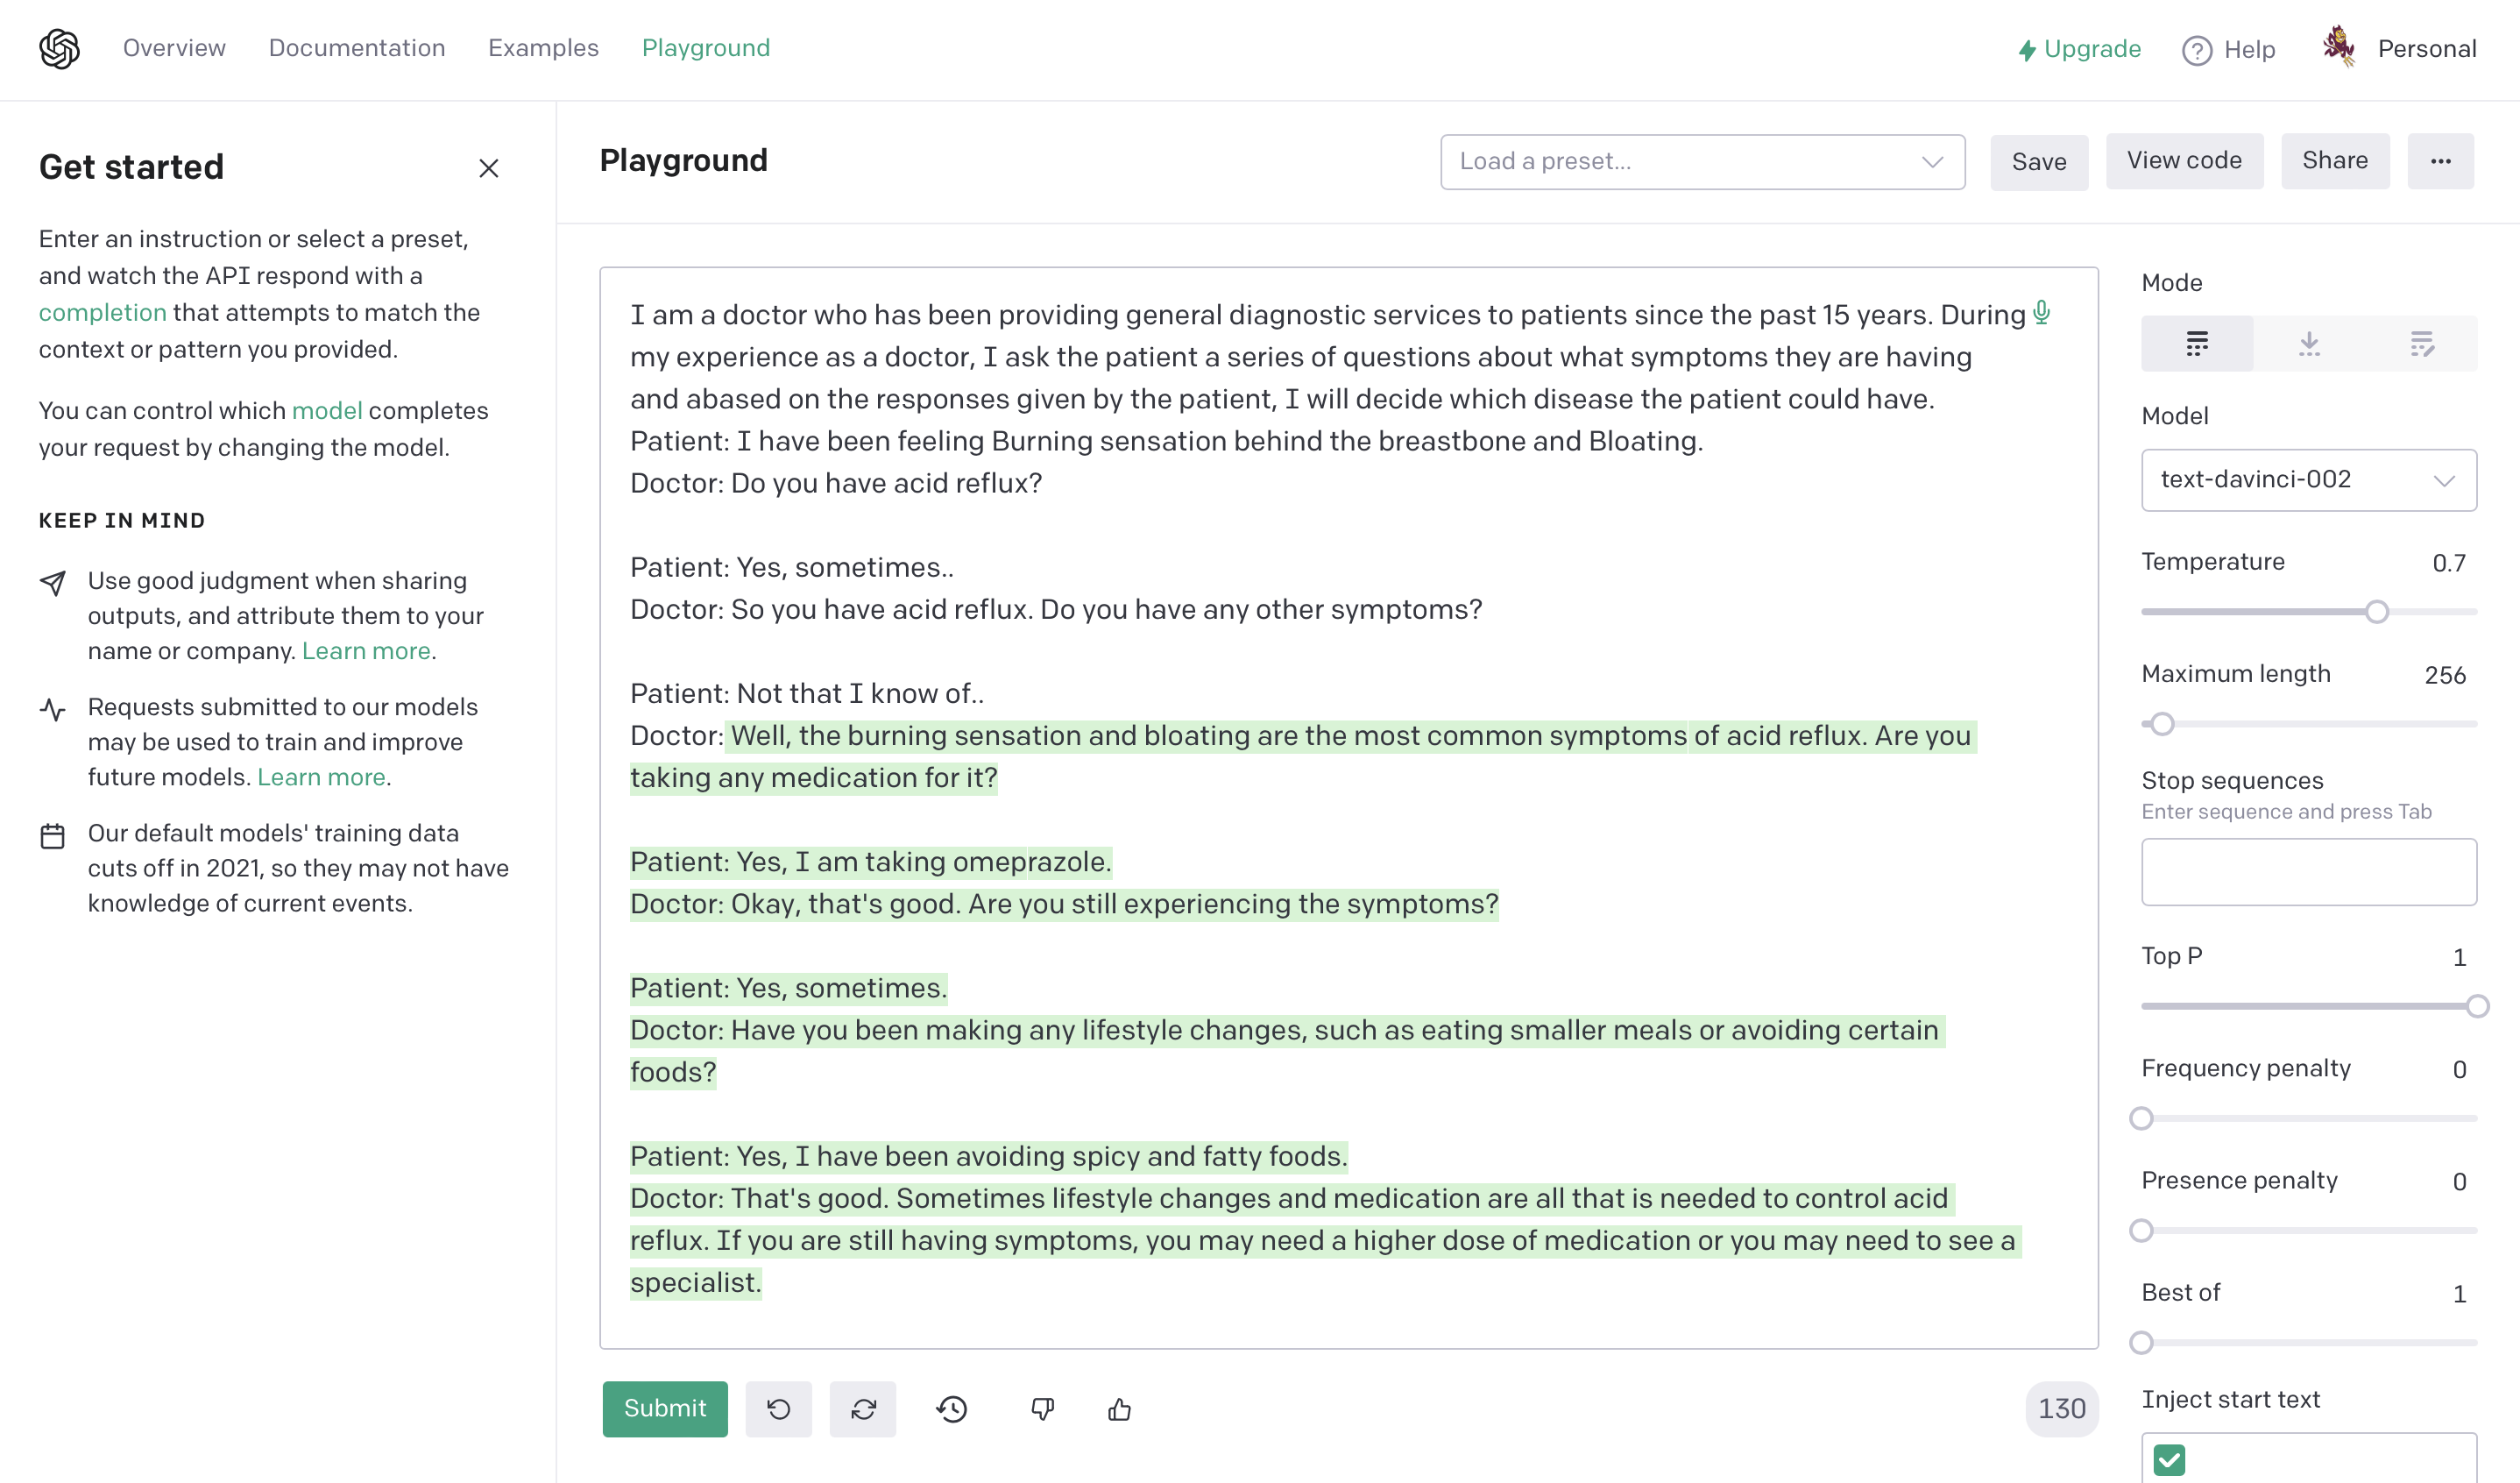 Overview
Documentation
Examples
Playground
Upgrade
Help
Personal
Get started
Enter an instruction or select a preset,
and watch the API respond with a
completion that attempts to match the
context or pattern you provided.
You can control which model completes
your request by changing the model.
KEEP IN MIND
Use good judgment when sharing
outputs, and attribute them to your
name or company. Learn more.
Requests submitted to our models
may be used to train and improve
future models. Learn more.
Our default models' training data
cuts off in 2021, so they may not have
knowledge of current events.
Playground
Load a preset...
Save
View code
Share
I am a doctor who has been providing general diagnostic services to patients since the past 15 years. During
my experience as a doctor, I ask the patient a series of questions about what symptoms they are having
and abased on the responses given by the patient, I will decide which disease the patient could have.
Patient: I have been feeling Burning sensation behind the breastbone and Bloating.
Doctor: Do you have acid reflux?
Patient: Yes, sometimes..
Doctor: So you have acid reflux. Do you have any other symptoms?
Patient: Not that I know of..
Doctor: Well, the burning sensation and bloating are the most common symptoms of acid reflux. Are you
taking any medication for it?
Patient: Yes, I am taking omeprazole.
Doctor: Okay, that's good. Are you still experiencing the symptoms?
Patient: Yes, sometimes.
Doctor: Have you been making any lifestyle changes, such as eating smaller meals or avoiding certain
foods?
Patient: Yes, I have been avoiding spicy and fatty foods.
Doctor: That's good. Sometimes lifestyle changes and medication are all that is needed to control acid
reflux. If you are still having symptoms, you may need a higher dose of medication or you may need to see a
specialist.
Submit
130
Mode
Model
text-davinci-002
Temperature 0.7
Maximum length 256
Stop sequences
Enter sequence and press Tab
Top P 1
Frequency penalty 0
Presence penalty 0
Best of 1
Inject start text